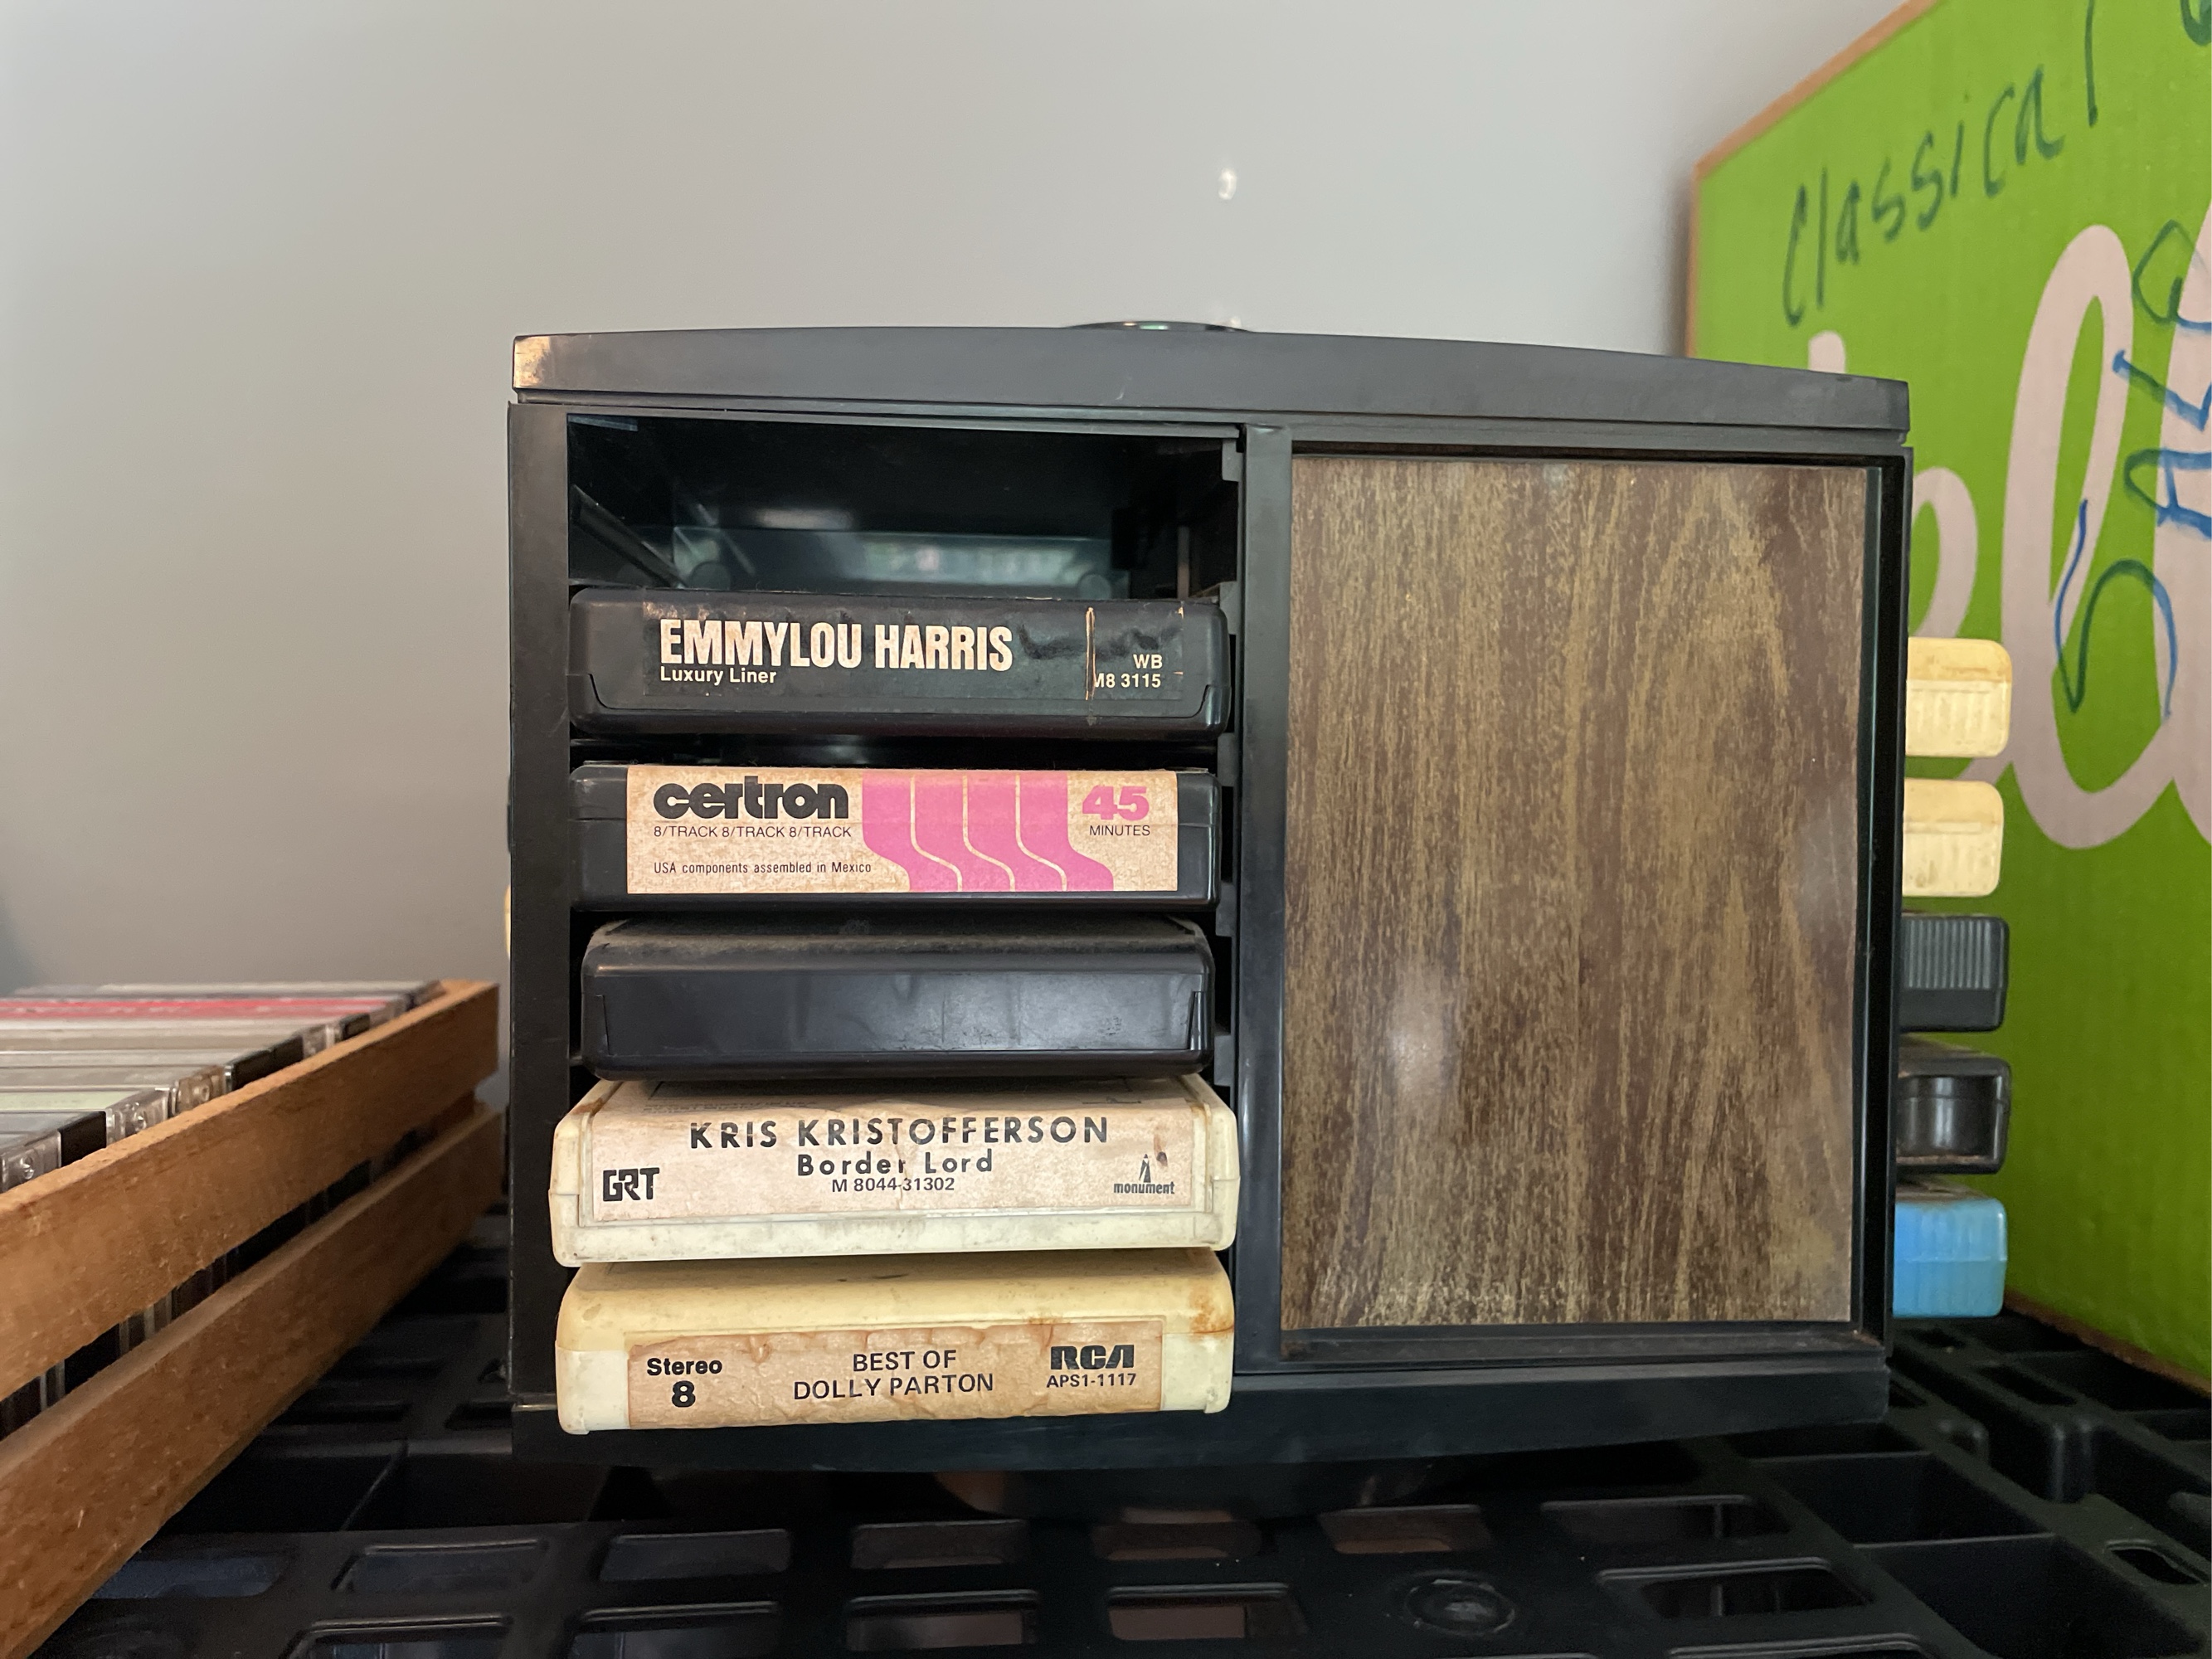 Classical
EMMYLOU HARRIS
Luxury Liner
WB
M8 3115
certron
8/TRACK 8/TRACK 8/TRACK
USA components assembled in Mexico
45
MINUTES
KRIS KRISTOFFERSON
Border Lord
M 8044-31302
GRT
monument
Stereo
8
BEST OF
DOLLY PARTON
RCA
APS1-1117